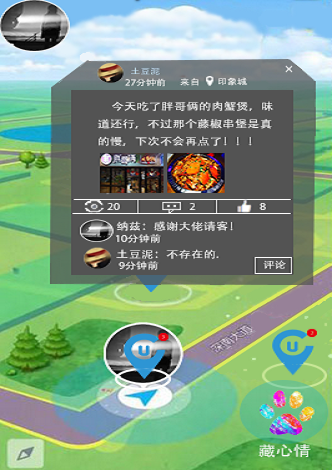 土豆泥
27分钟前 来自 印象城
今天吃了胖哥俩的肉蟹煲，味
道还行，不过那个藤椒串堡是真
的慢，下次不会再点了！！！
20 2 8
纳兹：感谢大佬请客！
10分钟前
土豆泥：不存在的.
9分钟前
评论
U
深南大道
U
藏心情